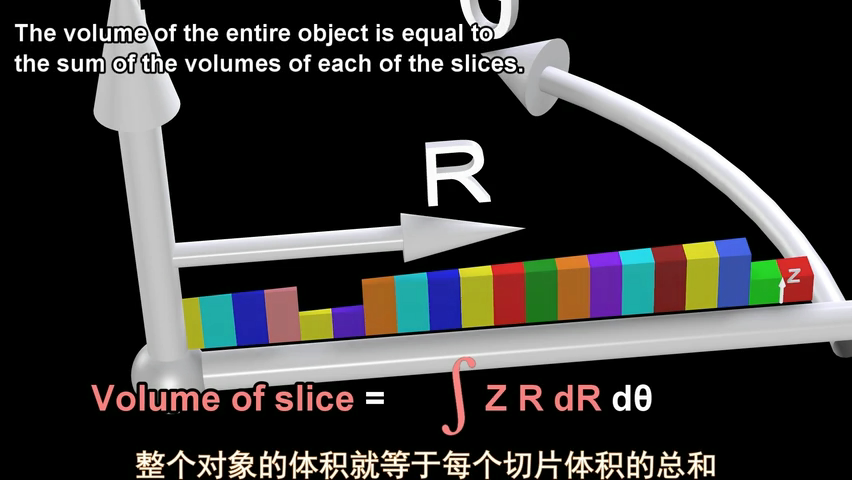 The volume of the entire object is equal to
the sum of the volumes of each of the slices.
R
Z
Volume of slice = ∫ Z R dR dθ
整个对象的体积就等于每个切片体积的总和